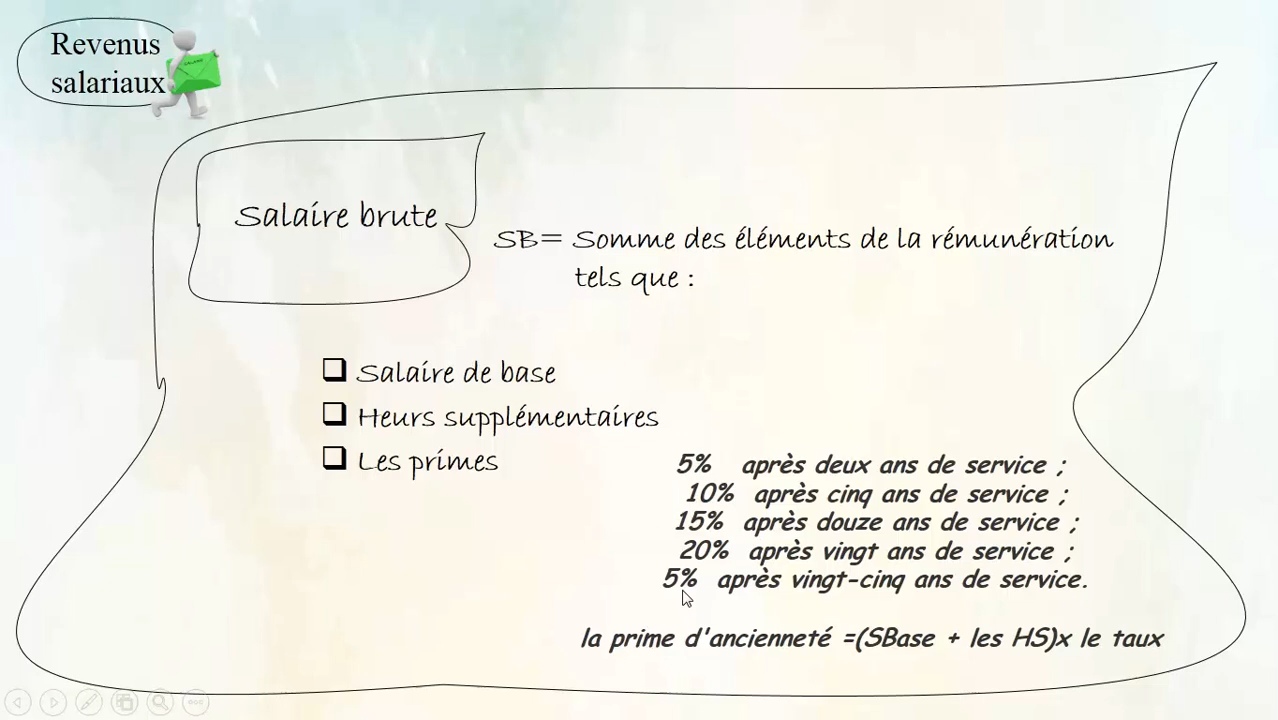 Revenus
salariaux
Salaire brute
SB= Somme des éléments de la rémunération
tels que :
❑ Salaire de base
❑ Heurs supplémentaires
❑ Les primes
5% après deux ans de service ;
10% après cinq ans de service ;
15% après douze ans de service ;
20% après vingt ans de service ;
5% après vingt-cinq ans de service.
la prime d'ancienneté =(SBase + les HS)x le taux